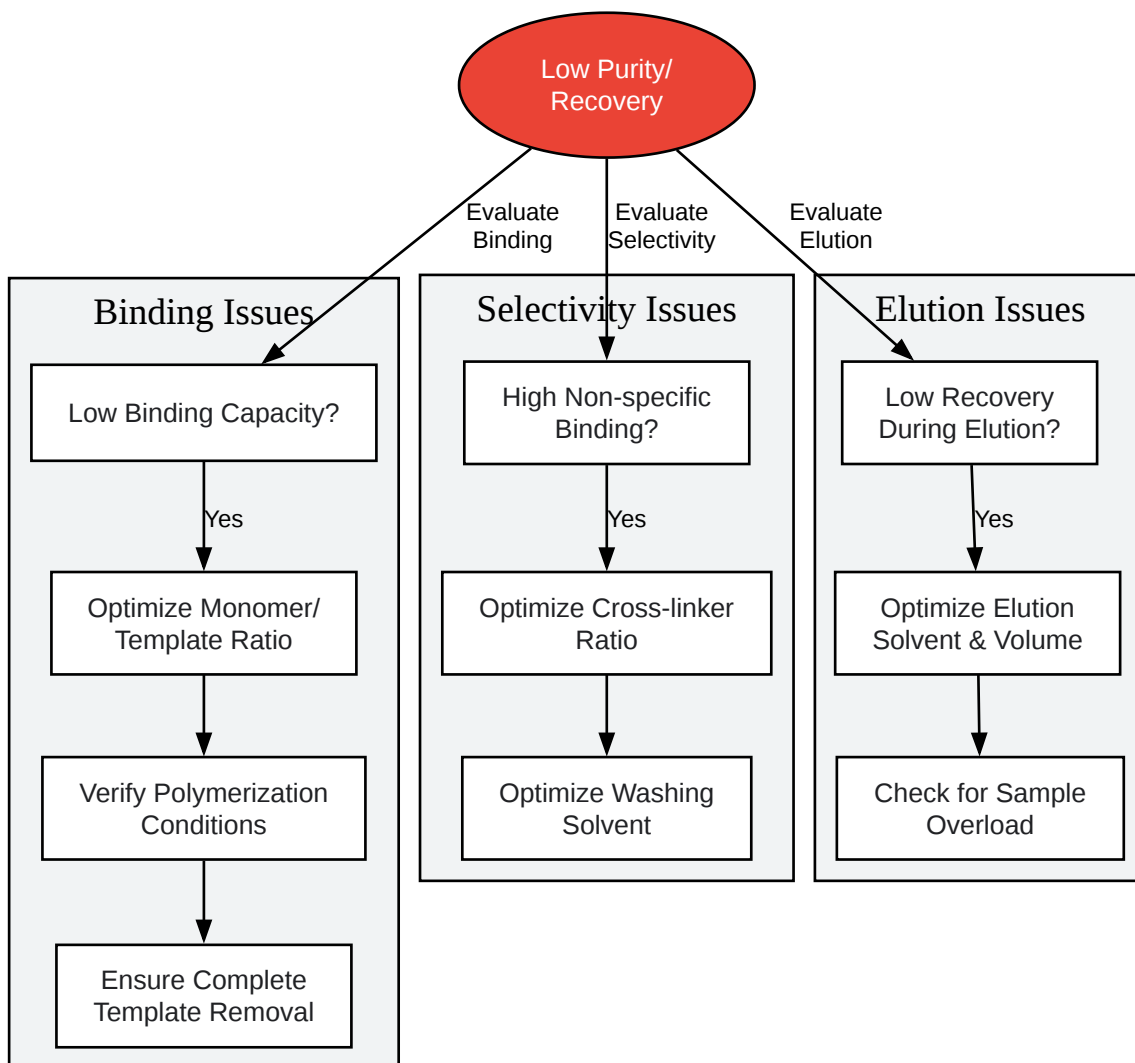 Low Purity/
Recovery
Evaluate
Binding
Evaluate
Selectivity
Evaluate
Elution
Binding Issues
Low Binding Capacity?
Yes
Optimize Monomer/
Template Ratio
Verify Polymerization
Conditions
Ensure Complete
Template Removal
Selectivity Issues
High Non-specific
Binding?
Yes
Optimize Cross-linker
Ratio
Optimize Washing
Solvent
Elution Issues
Low Recovery
During Elution?
Yes
Optimize Elution
Solvent & Volume
Check for Sample
Overload